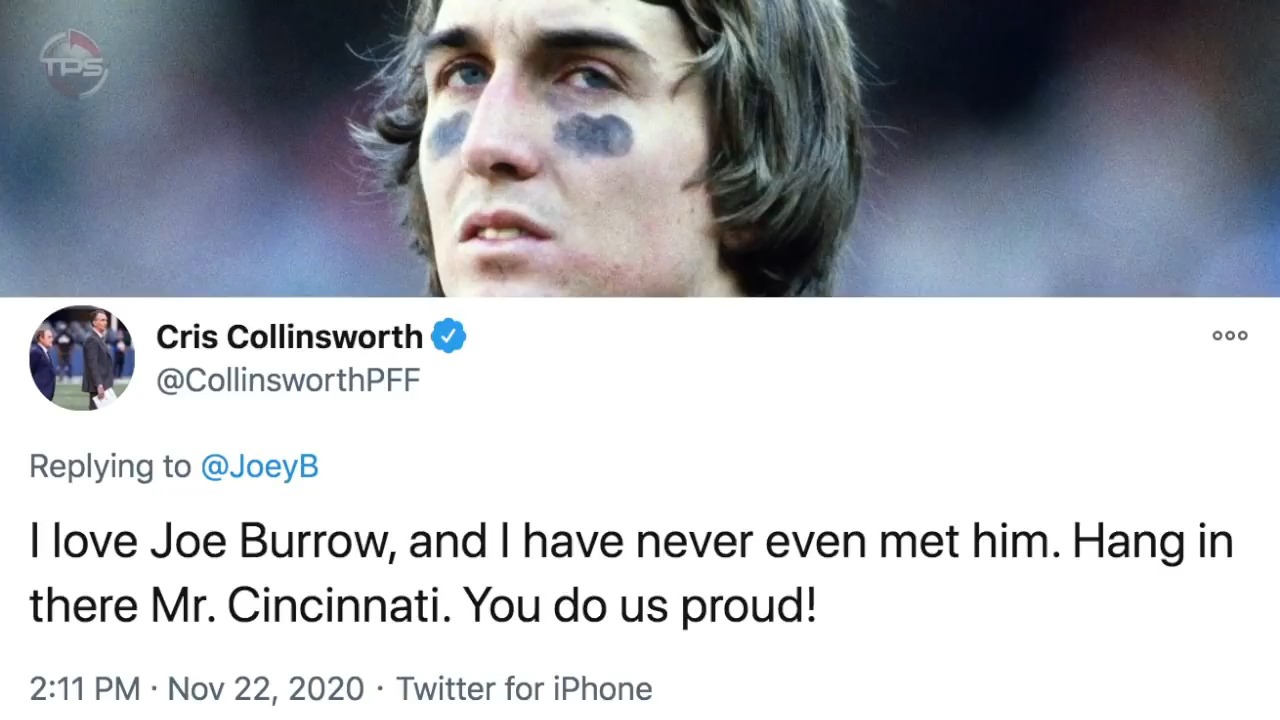 TPS
Cris Collinsworth
@CollinsworthPFF
Replying to @JoeyB
I love Joe Burrow, and I have never even met him. Hang in
there Mr. Cincinnati. You do us proud!
2:11 PM · Nov 22, 2020 · Twitter for iPhone